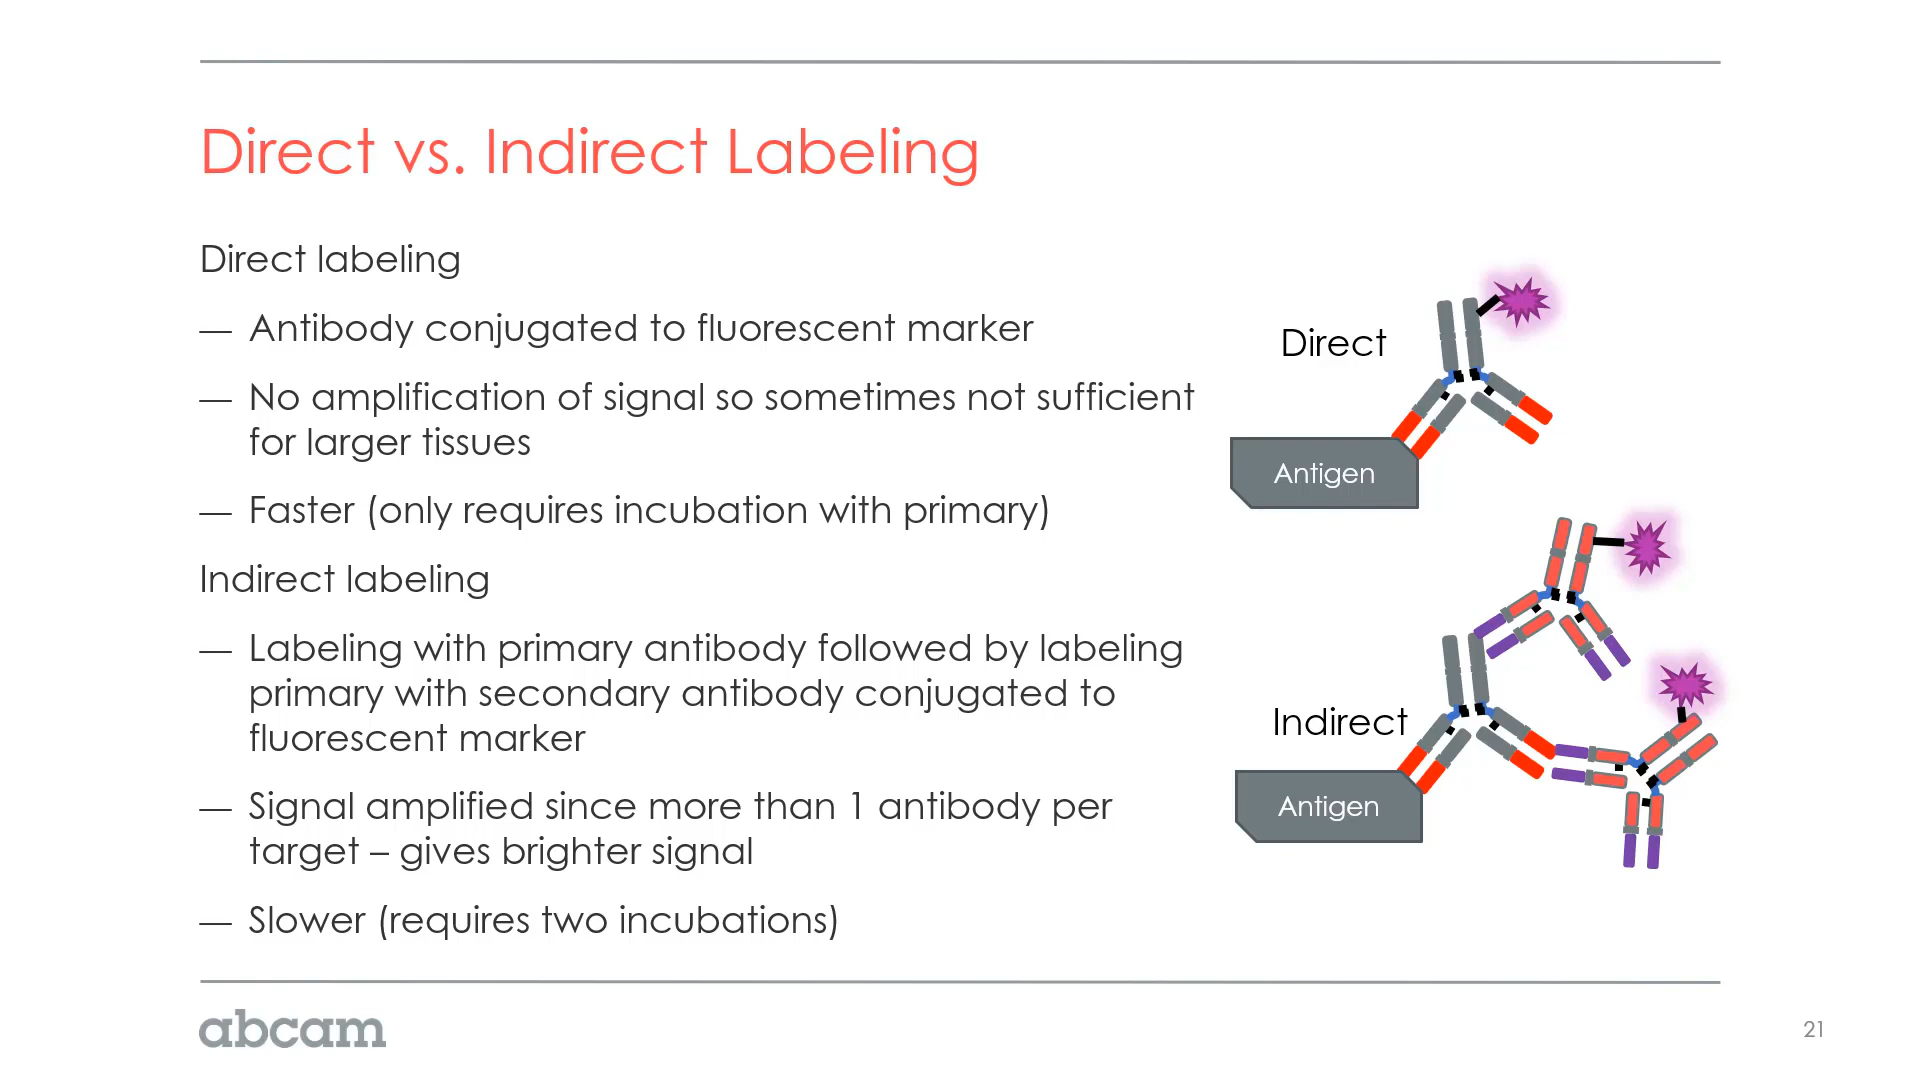 Direct vs. Indirect Labeling
Direct labeling
— Antibody conjugated to fluorescent marker
— No amplification of signal so sometimes not sufficient
for larger tissues
— Faster (only requires incubation with primary)
Indirect labeling
— Labeling with primary antibody followed by labeling
primary with secondary antibody conjugated to
fluorescent marker
— Signal amplified since more than 1 antibody per
target – gives brighter signal
— Slower (requires two incubations)
Direct
Antigen
Indirect
Antigen
abcam
21